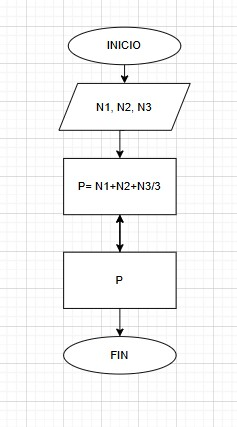 INICIO
N1, N2, N3
P= N1+N2+N3/3
P
FIN